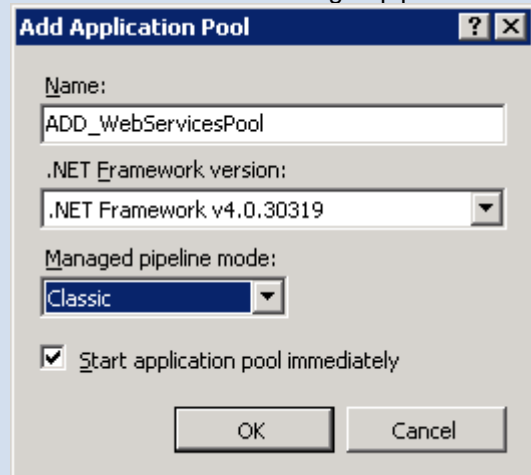 Add Application Pool
Name:
ADD_WebServicesPool
.NET Framework version:
.NET Framework v4.0.30319
Managed pipeline mode:
Classic
Start application pool immediately
OK Cancel